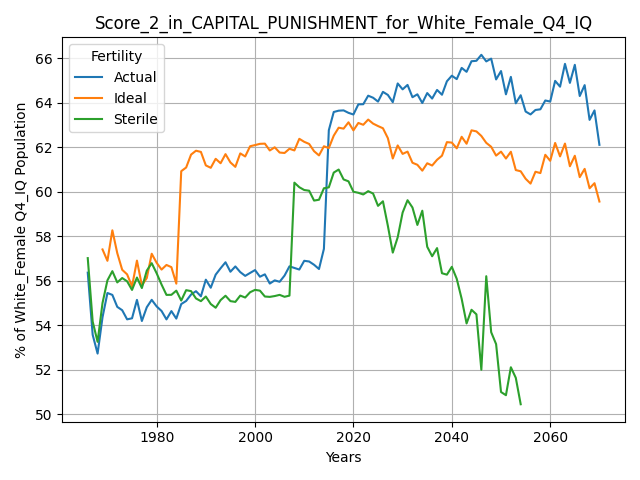 Score_2_in_CAPITAL_PUNISHMENT_for_White_Female_Q4_IQ
Fertility
Actual
Ideal
Sterile
% of White_Female Q4_IQ Population
66
64
62
60
58
56
54
52
50
1980
2000
2020
2040
2060
Years